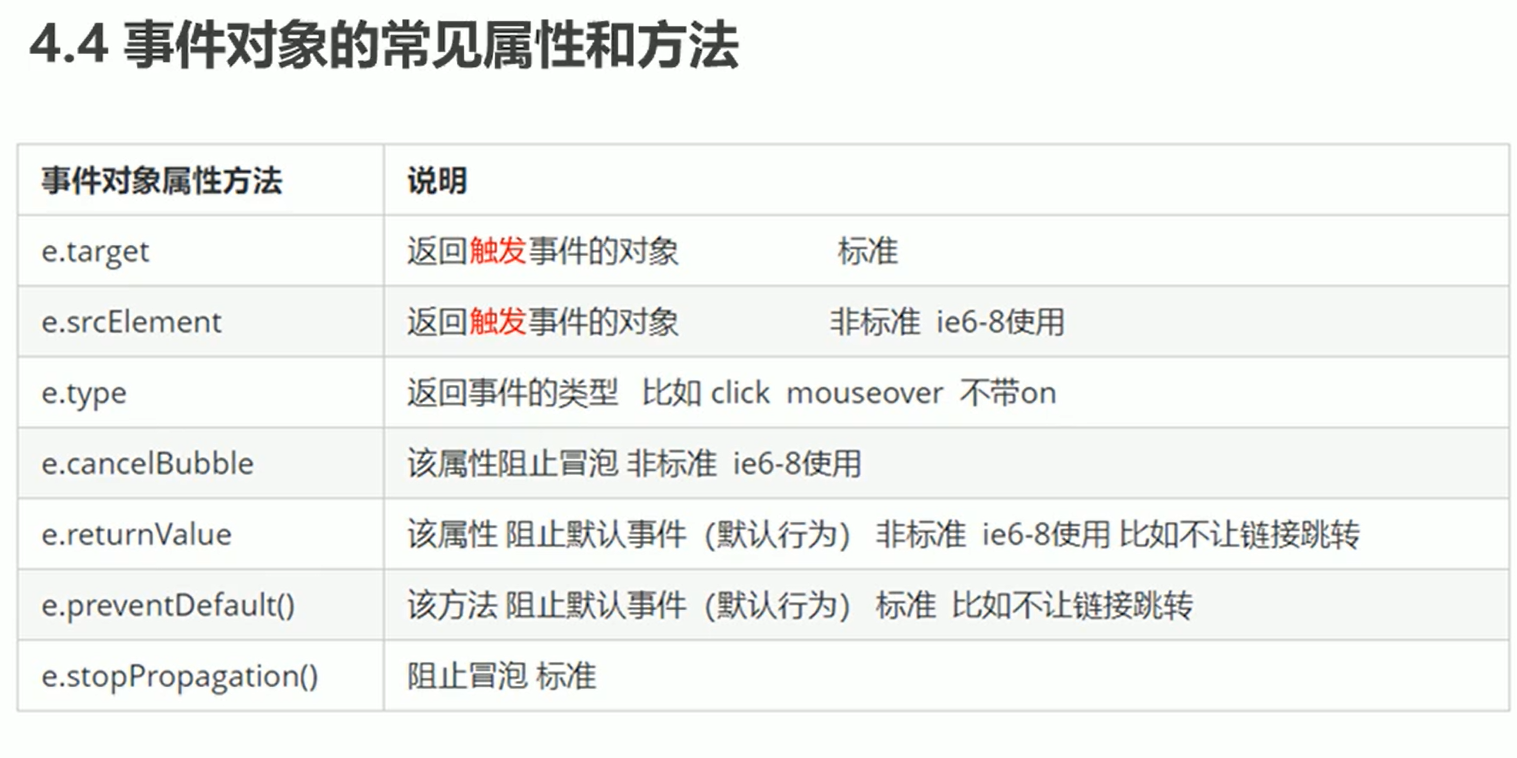 4.4 事件对象的常见属性和方法
事件对象属性方法 说明
e.target 返回触发事件的对象 标准
e.srcElement 返回触发事件的对象 非标准 ie6-8使用
e.type 返回事件的类型 比如 click mouseover 不带on
e.cancelBubble 该属性阻止冒泡 非标准 ie6-8使用
e.returnValue 该属性 阻止默认事件（默认行为） 非标准 ie6-8使用 比如不让链接跳转
e.preventDefault() 该方法 阻止默认事件（默认行为） 标准 比如不让链接跳转
e.stopPropagation() 阻止冒泡 标准